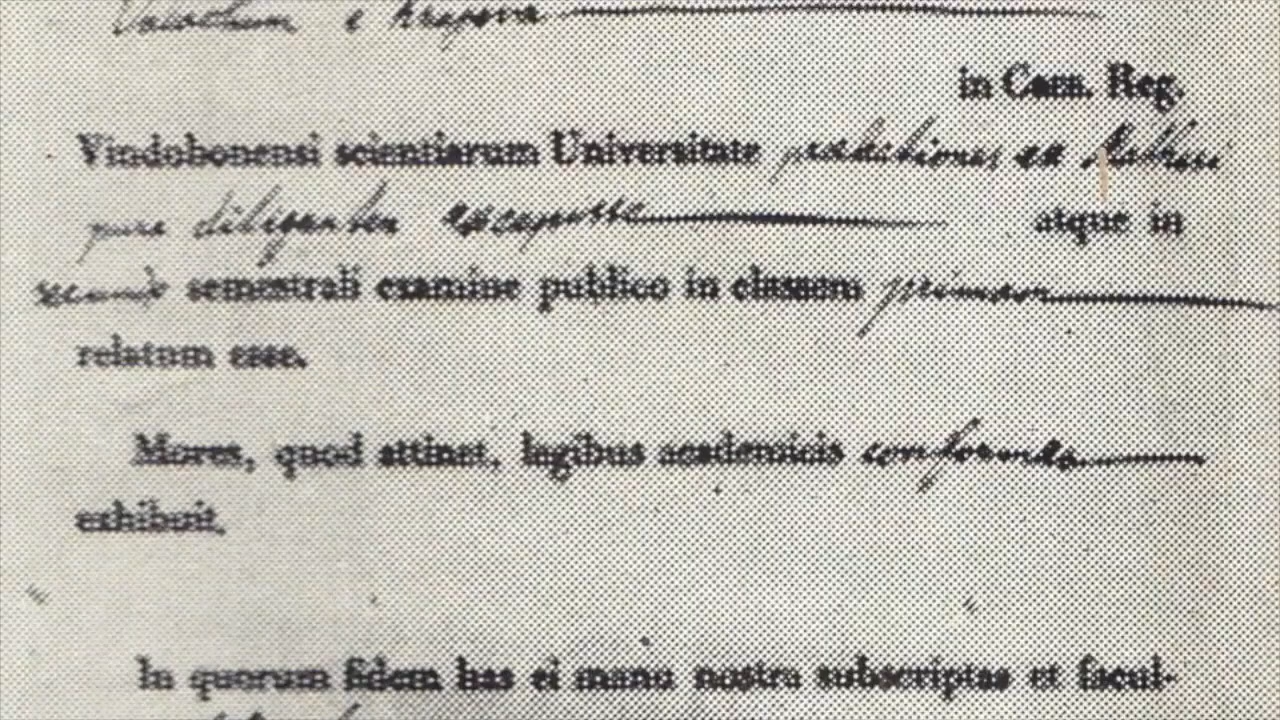 e
in Caes. Reg.
Vindobonensi scientiarum Universitate praelectiones ex Mathesi
pura diligenter excepisse atque in
secundo semestrali examine publico in classem primam
relatum esse.
Mores, quod attinet, legibus academicis conformes
exhibuit.
In quorum fidem has ei manu nostra subscriptas et facul-